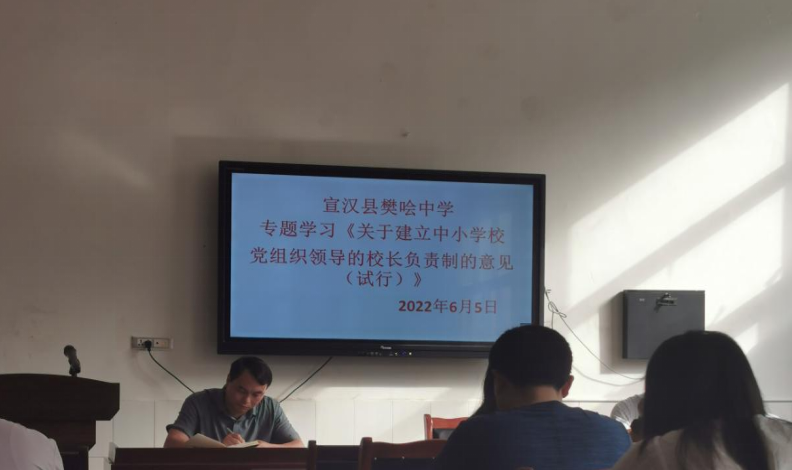 宣汉县樊哙中学
专题学习《关于建立中小学校
党组织领导的校长负责制的意见
（试行）》
2022年6月5日